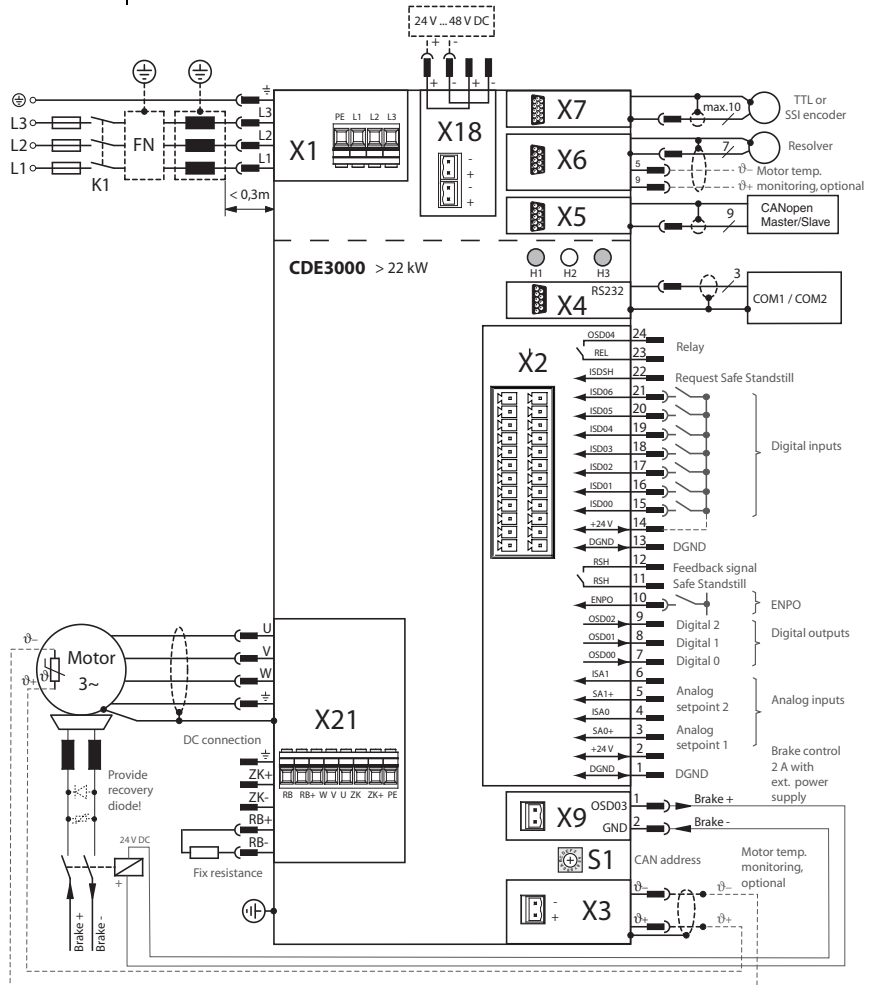 24 V ... 48 V DC
+ -
+ - + -
L3
L2
L1
K1
FN
< 0,3m
L3
L2
L1
X1
PE L1 L2 L3
X18
-
+
-
+
X7
max.10
TTL or
SSI encoder
X6
7
Resolver
5
ϑ- Motor temp.
9
ϑ+ monitoring, optional
X5
9
CANopen
Master/Slave
CDE3000 > 22 kW
H1 H2 H3
X4
RS232
3
COM1 / COM2
X2
OSD04 24
REL 23
Relay
ISDSH 22 Request Safe Standstill
ISD06 21
ISD05 20
ISD04 19
ISD03 18
ISD02 17
ISD01 16
ISD00 15
Digital inputs
+24 V 14
DGND 13 DGND
RSH 12 Feedback signal
RSH 11 Safe Standstill
ENPO 10 ENPO
OSD02 9 Digital 2
OSD01 8 Digital 1
OSD00 7 Digital 0
Digital outputs
ISA1 6
SA1+ 5
Analog
setpoint 2
ISA0 4
SA0+ 3
Analog
setpoint 1
Analog inputs
+24 V 2
DGND 1 DGND
Brake control
2 A with
ext. power
supply
X9
OSD03 1 Brake +
GND 2 Brake -
S1
CAN address
Motor temp.
monitoring,
optional
X3
-
+
ϑ- ϑ-
ϑ+ ϑ+
ϑ-
ϑ+
ϑ
Motor
3~
U
V
W
X21
RB RB+ W V U ZK ZK+ PE
DC connection
ZK+
ZK-
RB+
RB-
Fix resistance
Provide
recovery
diode!
24 V DC
+
Brake +
Brake -